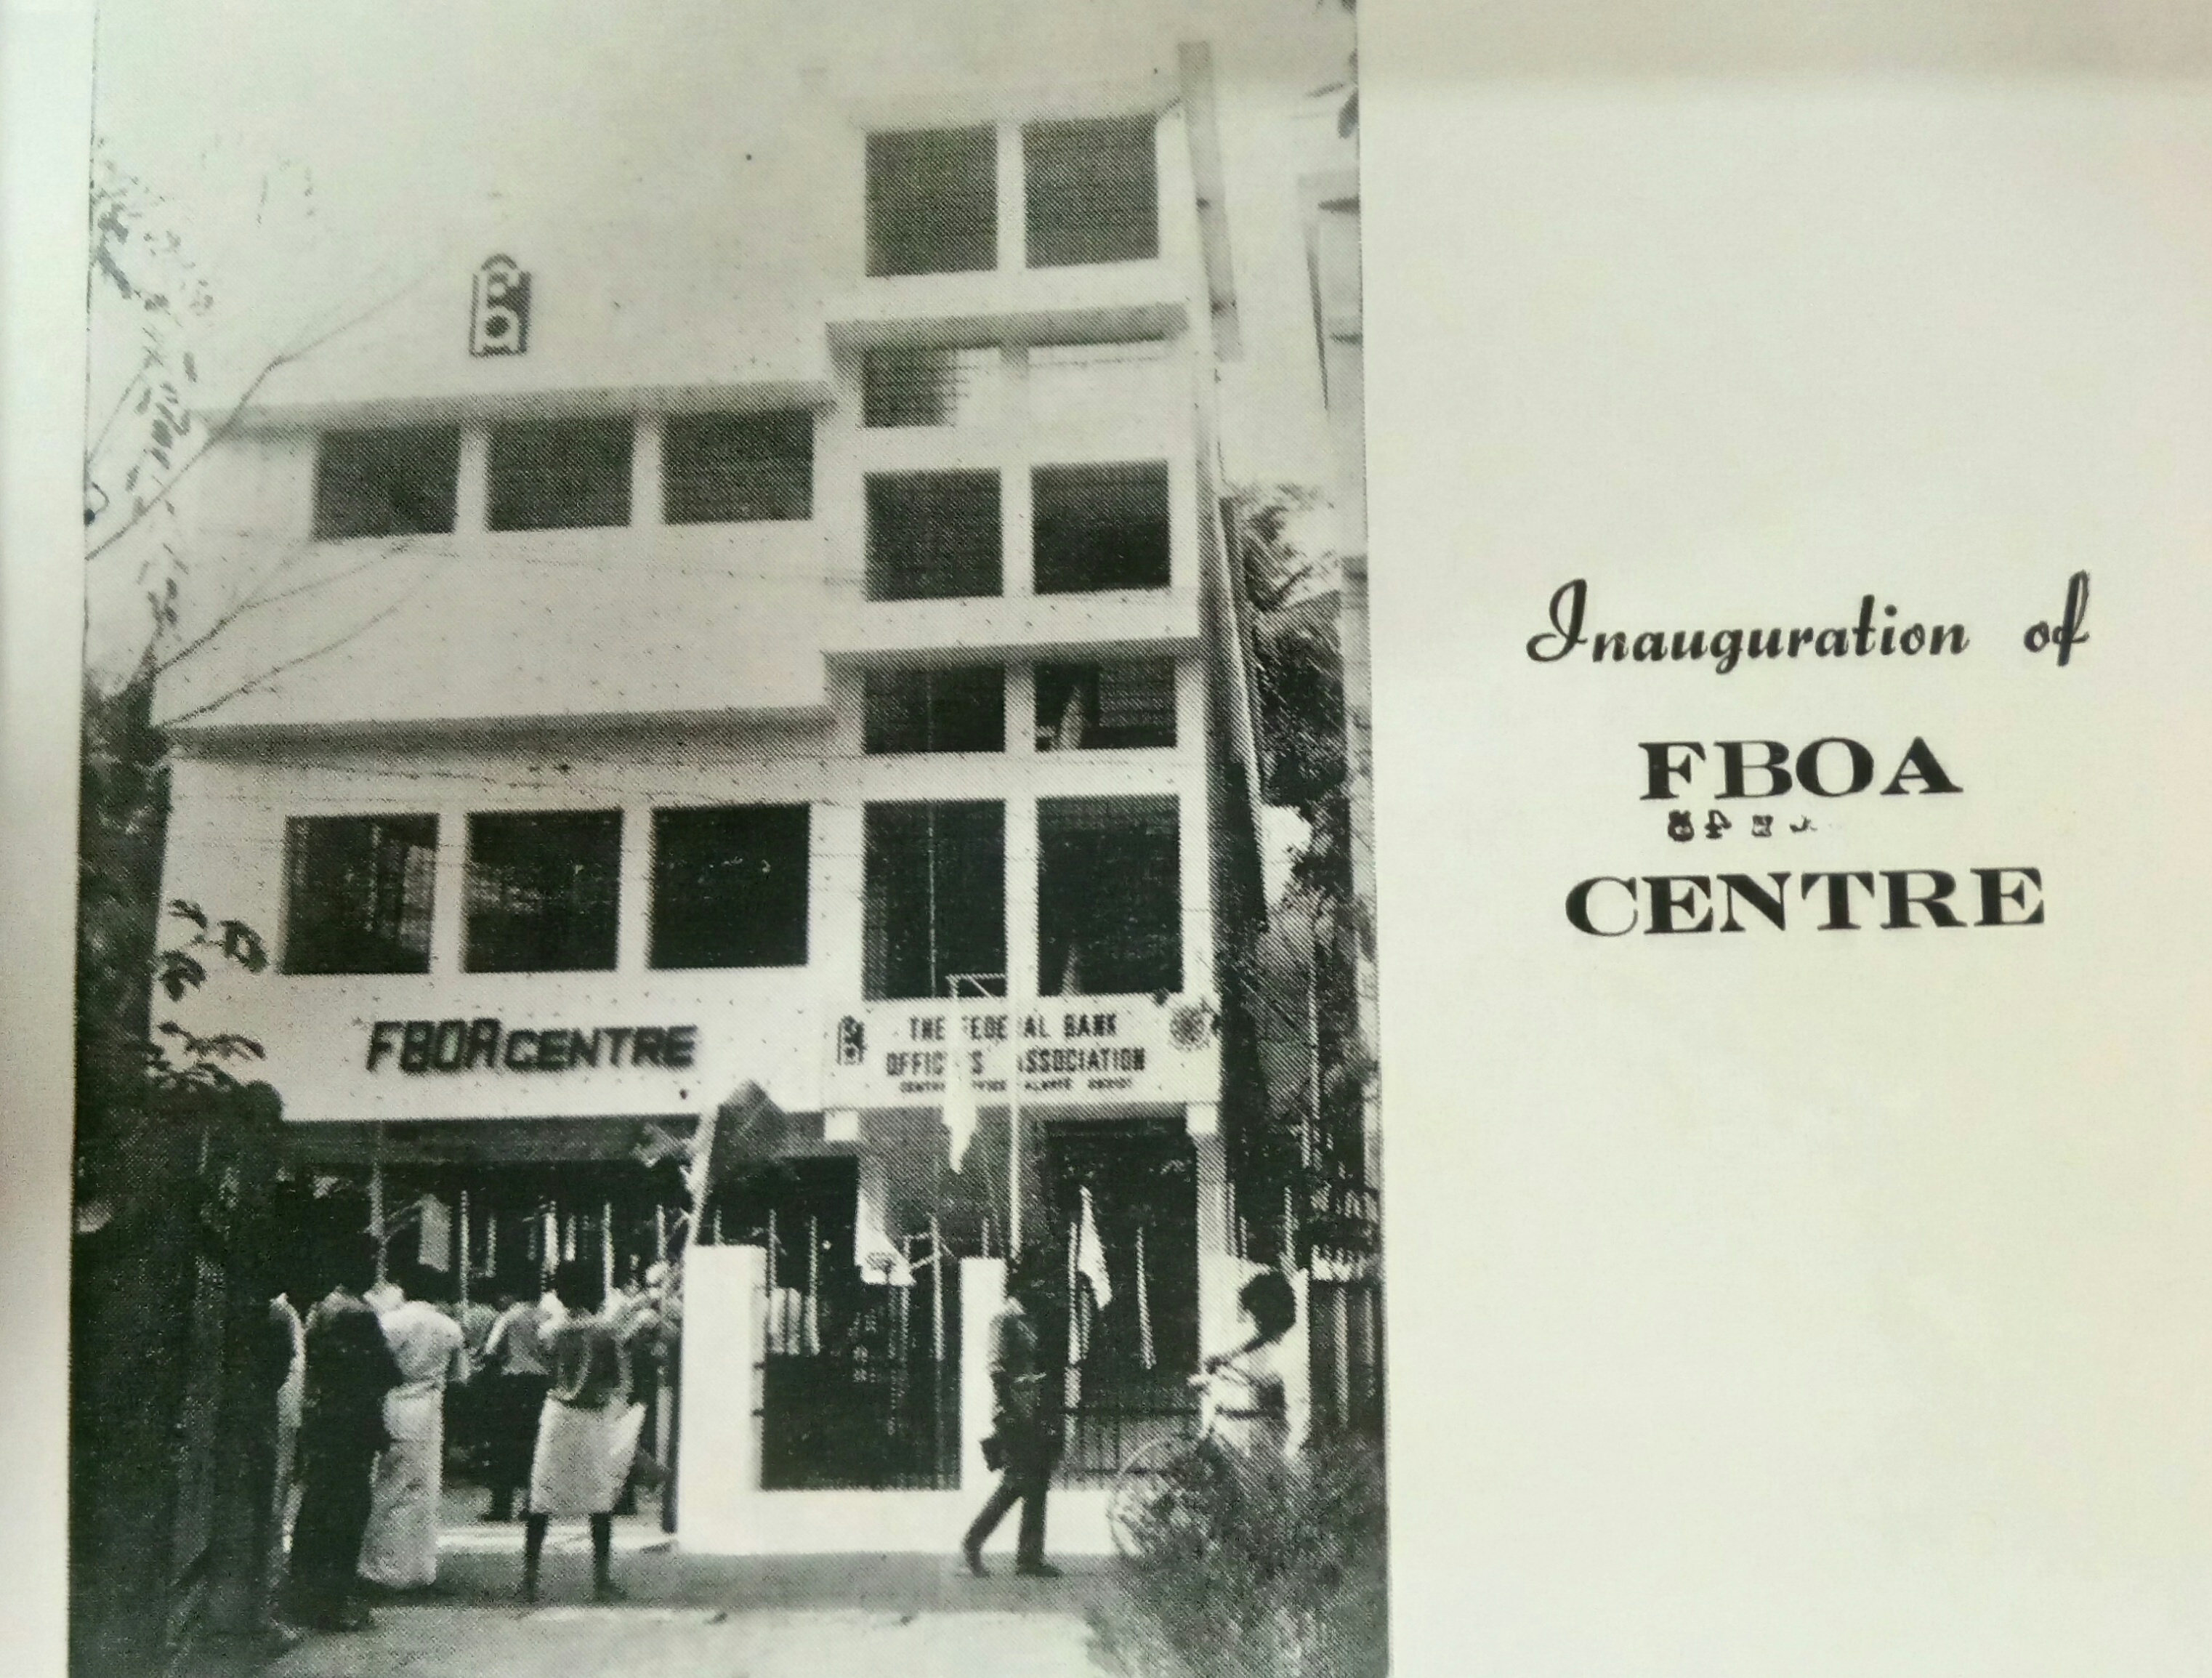 FBOA CENTRE
THE FEDERAL BANK
OFFICERS' ASSOCIATION
Inauguration of
FBOA
CENTRE